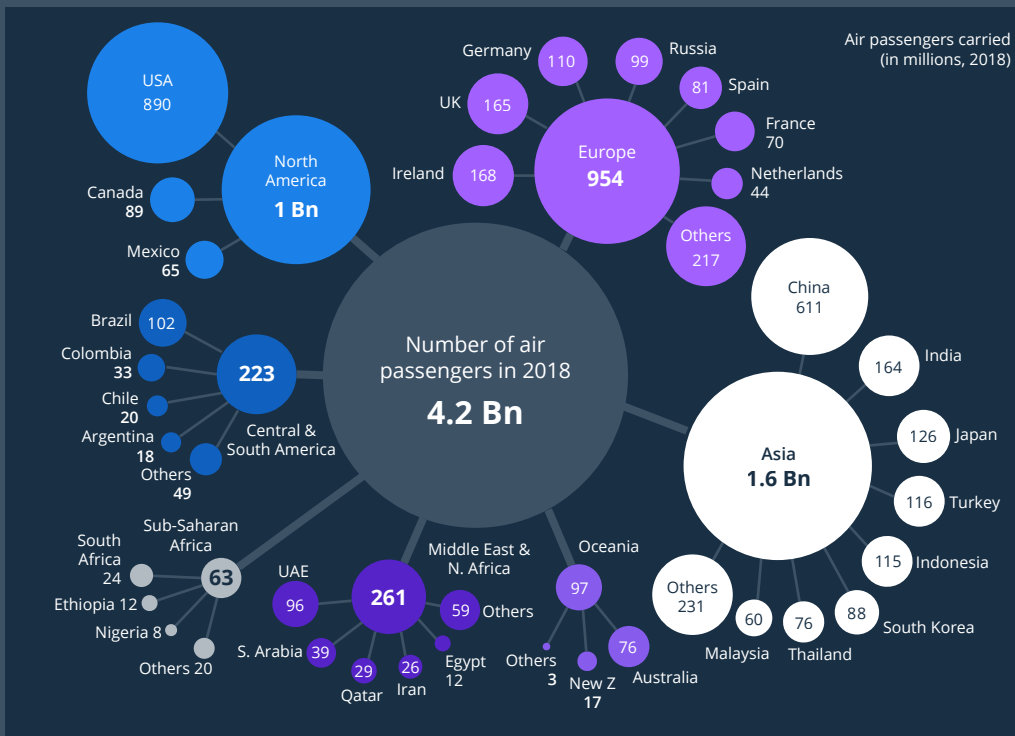 Air passengers carried
(in millions, 2018)
Number of air
passengers in 2018
4.2 Bn
North
America
1 Bn
USA
890
Canada
89
Mexico
65
Europe
954
Ireland
168
UK
165
Germany
110
Russia
99
Spain
81
France
70
Netherlands
44
Others
217
Asia
1.6 Bn
China
611
India
164
Japan
126
Turkey
116
Indonesia
115
South Korea
88
Thailand
76
Malaysia
60
Others
231
Oceania
97
Australia
76
New Z
17
Others
3
Middle East &
N. Africa
261
UAE
96
S. Arabia
39
Qatar
29
Iran
26
Egypt
12
Others
59
Sub-Saharan
Africa
63
South
Africa
24
Ethiopia 12
Nigeria 8
Others 20
Central &
South America
223
Brazil
102
Colombia
33
Chile
20
Argentina
18
Others
49